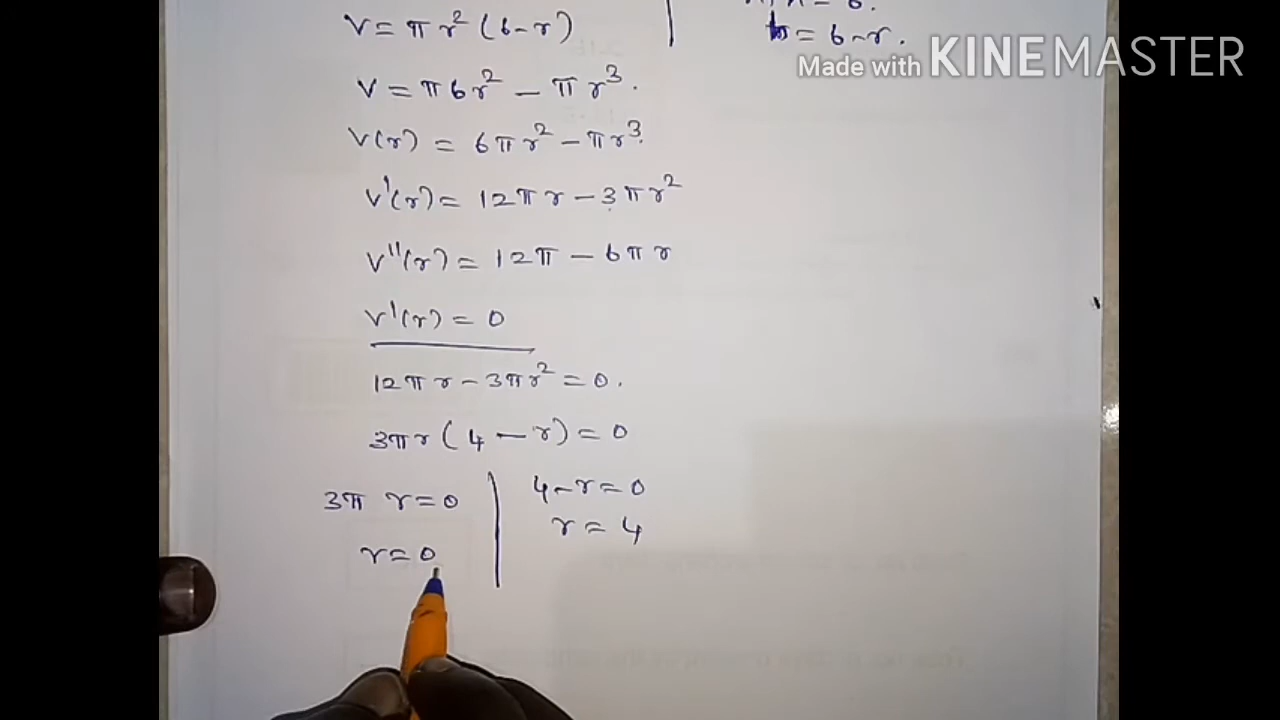 V = π r² (6-r)
h = 6-r.
Made with KINEMASTER
V = π6r² - πr³.
V(r) = 6πr² - πr³.
V'(r) = 12πr - 3πr²
V''(r) = 12π - 6πr
V'(r) = 0
12πr - 3πr² = 0.
3πr(4 - r) = 0
3π r = 0
r = 0
4-r = 0
r = 4